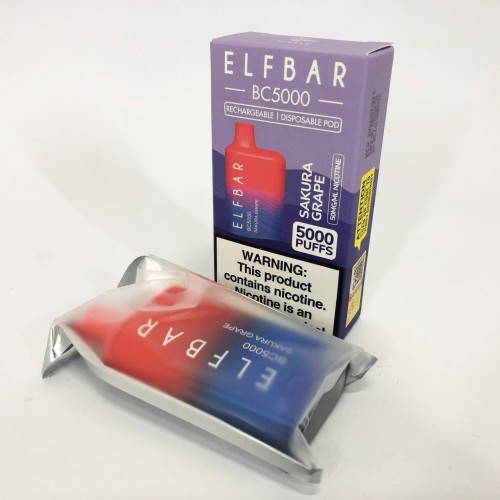 ELFBAR
BC5000
RECHARGEABLE | DISPOSABLE POD
ELFBAR
BC5000
SAKURA GRAPE
SAKURA
GRAPE
50MG/ML NICOTINE
5000
PUFFS
WARNING:
This product
contains nicotine.
Nicotine is an
ATTENTION
ELFBAR
BC5000
SAKURA GRAPE